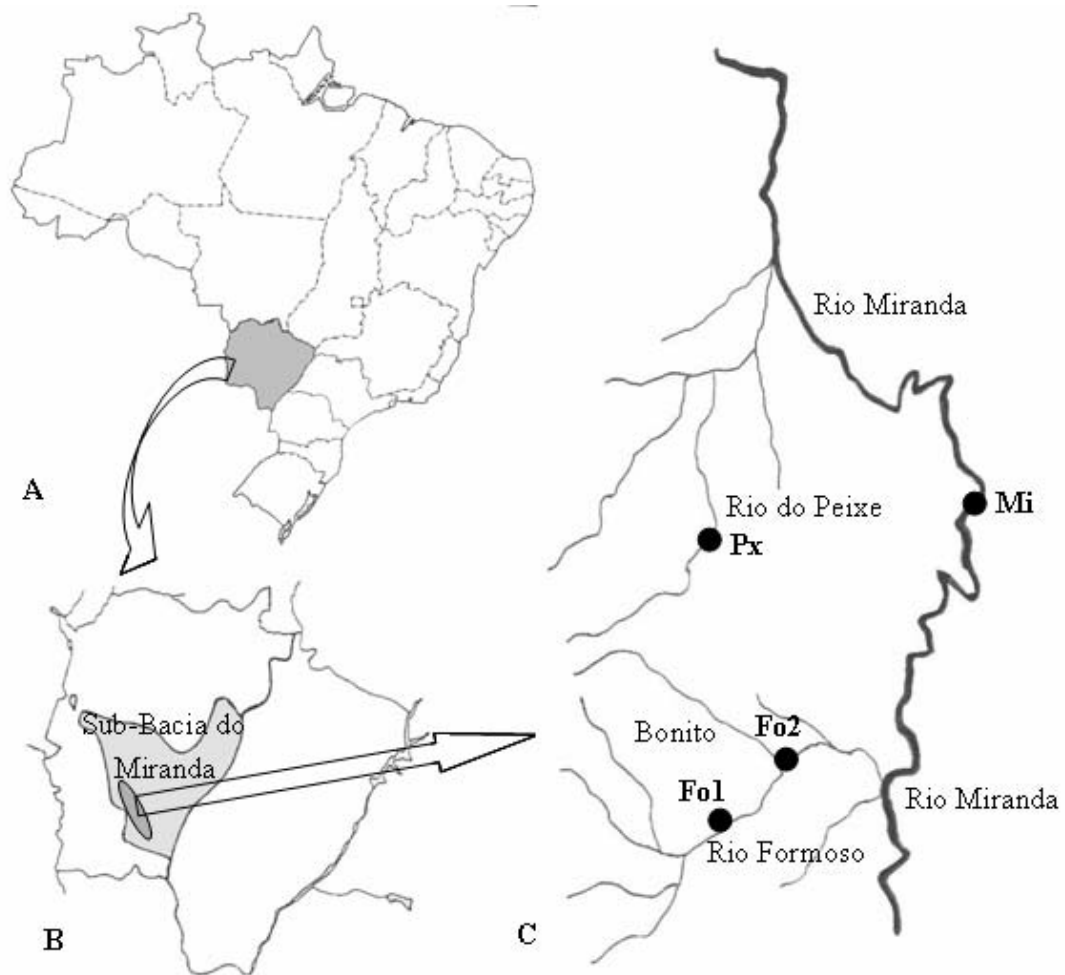 A
Sub-Bacia do
Miranda
B
Rio Miranda
Mi
Rio do Peixe
Px
Bonito
Fo2
Fo1
Rio Miranda
Rio Formoso
C